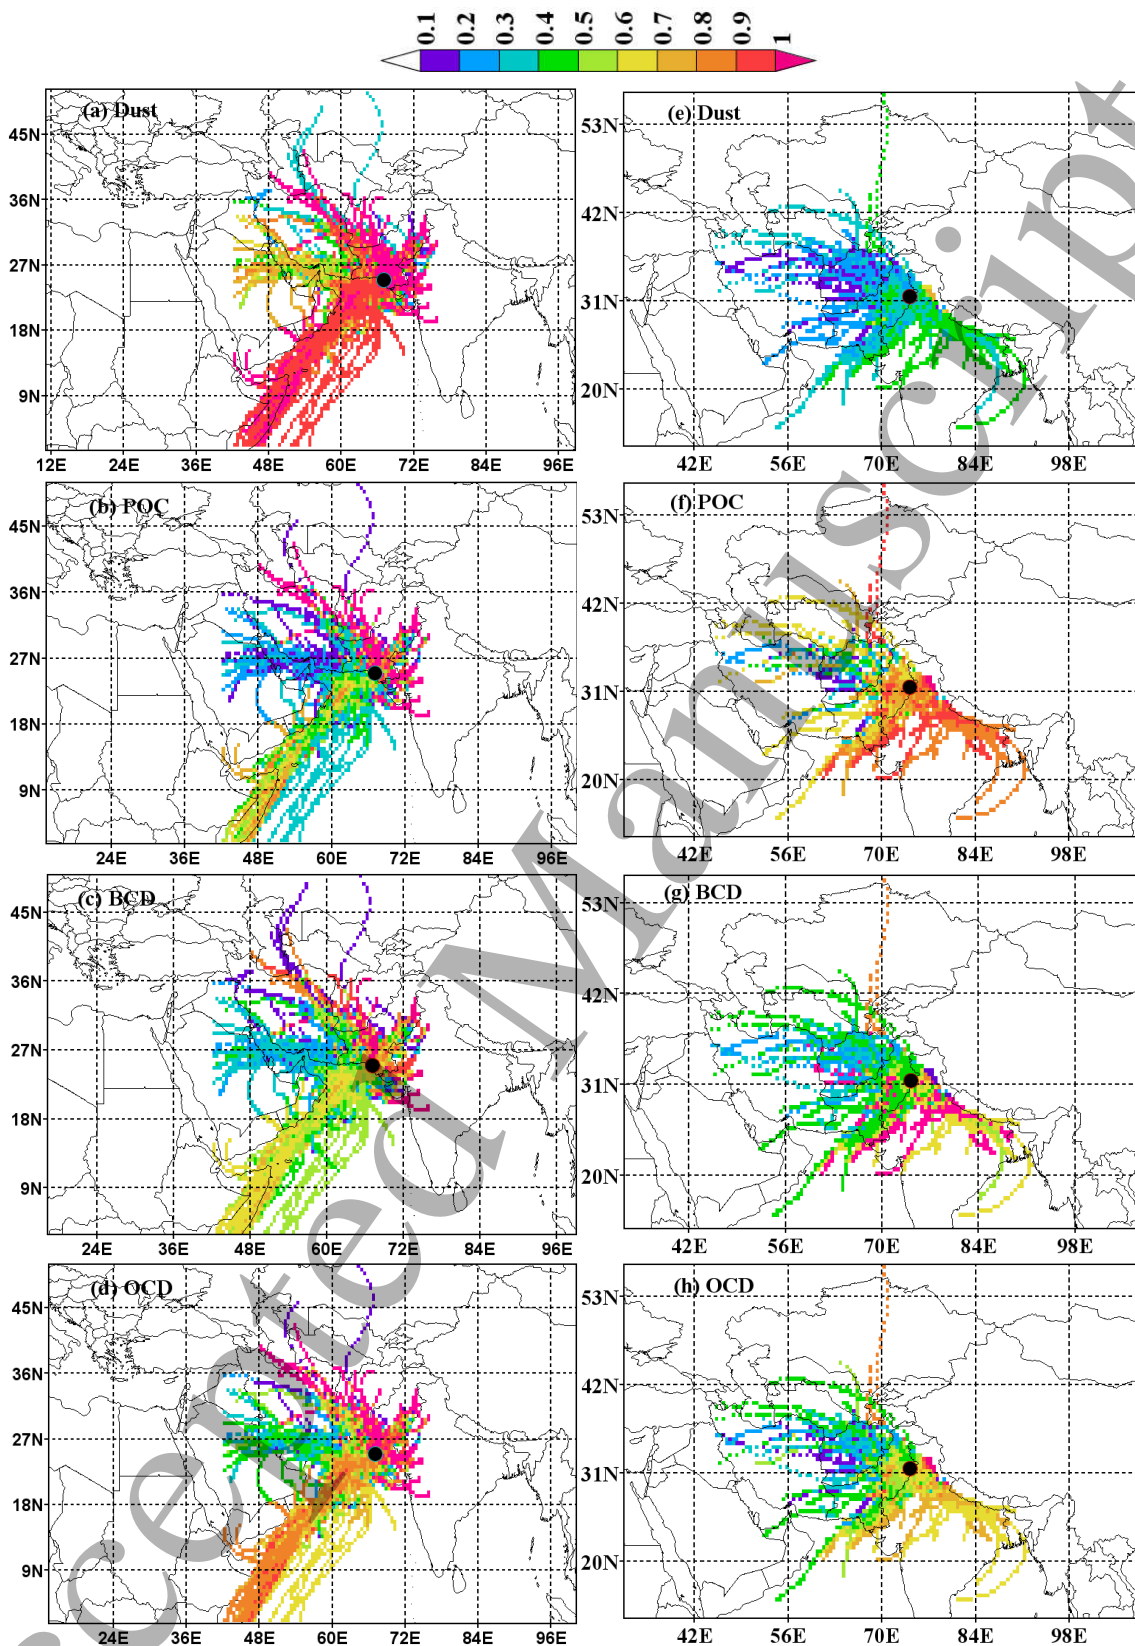 0.1 0.2 0.3 0.4 0.5 0.6 0.7 0.8 0.9 1
(a) Dust
45N
36N
27N
18N
9N
12E 24E 36E 48E 60E 72E 84E 96E
(e) Dust
53N
42N
31N
20N
42E 56E 70E 84E 98E
(b) POC
45N
36N
27N
18N
9N
24E 36E 48E 60E 72E 84E 96E
(f) POC
53N
42N
31N
20N
42E 56E 70E 84E 98E
(c) BCD
45N
36N
27N
18N
9N
24E 36E 48E 60E 72E 84E 96E
(g) BCD
53N
42N
31N
20N
42E 56E 70E 84E 98E
(d) OCD
45N
36N
27N
18N
9N
24E 36E 48E 60E 72E 84E 96E
(h) OCD
53N
42N
31N
20N
42E 56E 70E 84E 98E
cepted Manuscript